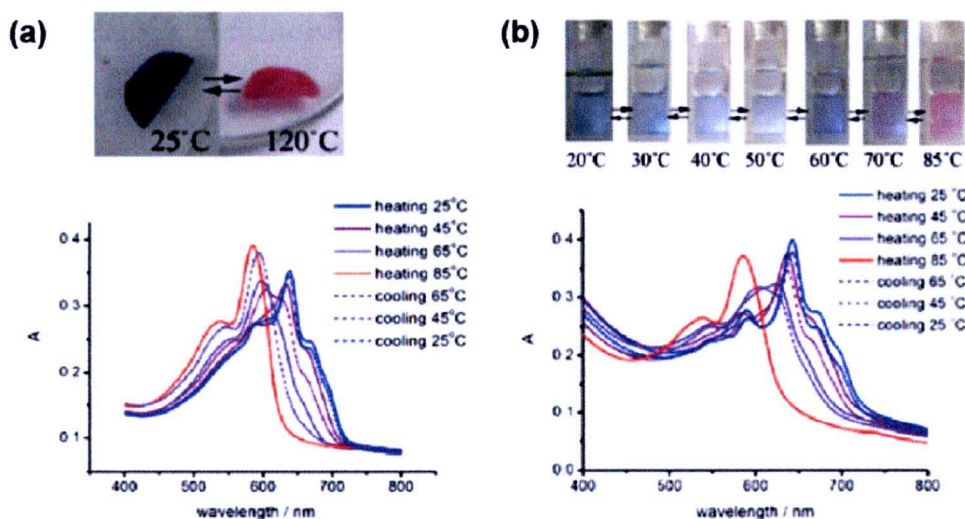 (a)
25°C
120°C
heating 25°C
heating 45°C
heating 65°C
heating 85°C
cooling 65°C
cooling 45°C
cooling 25°C
0.4
0.3
0.2
0.1
A
400 500 600 700 800
wavelength / nm
(b)
20°C 30°C 40°C 50°C 60°C 70°C 85°C
heating 25 °C
heating 45 °C
heating 65 °C
heating 85 °C
cooling 65 °C
cooling 45 °C
cooling 25 °C
0.4
0.3
0.2
0.1
0.0
A
400 500 600 700 800
wavelength / nm